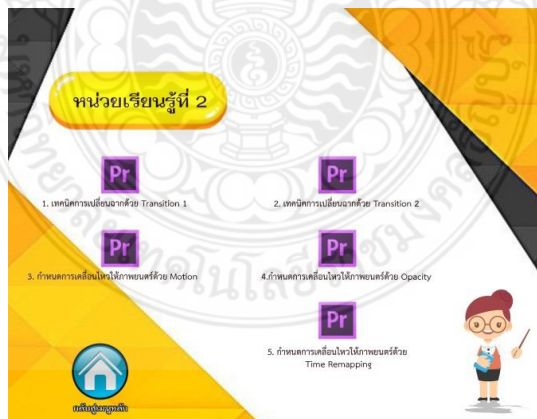 หน่วยเรียนรู้ที่ 2
Pr
Pr
1. เทคนิคการเปลี่ยนฉากด้วย Transition 1
2. เทคนิคการเปลี่ยนฉากด้วย Transition 2
Pr
Pr
3. กำหนดการเคลื่อนไหวให้ภาพยนตร์ด้วย Motion
4.กำหนดการเคลื่อนไหวให้ภาพยนตร์ด้วย Opacity
Pr
5. กำหนดการเคลื่อนไหวให้ภาพยนตร์ด้วย
Time Remapping
กลับสู่เมนูหลัก